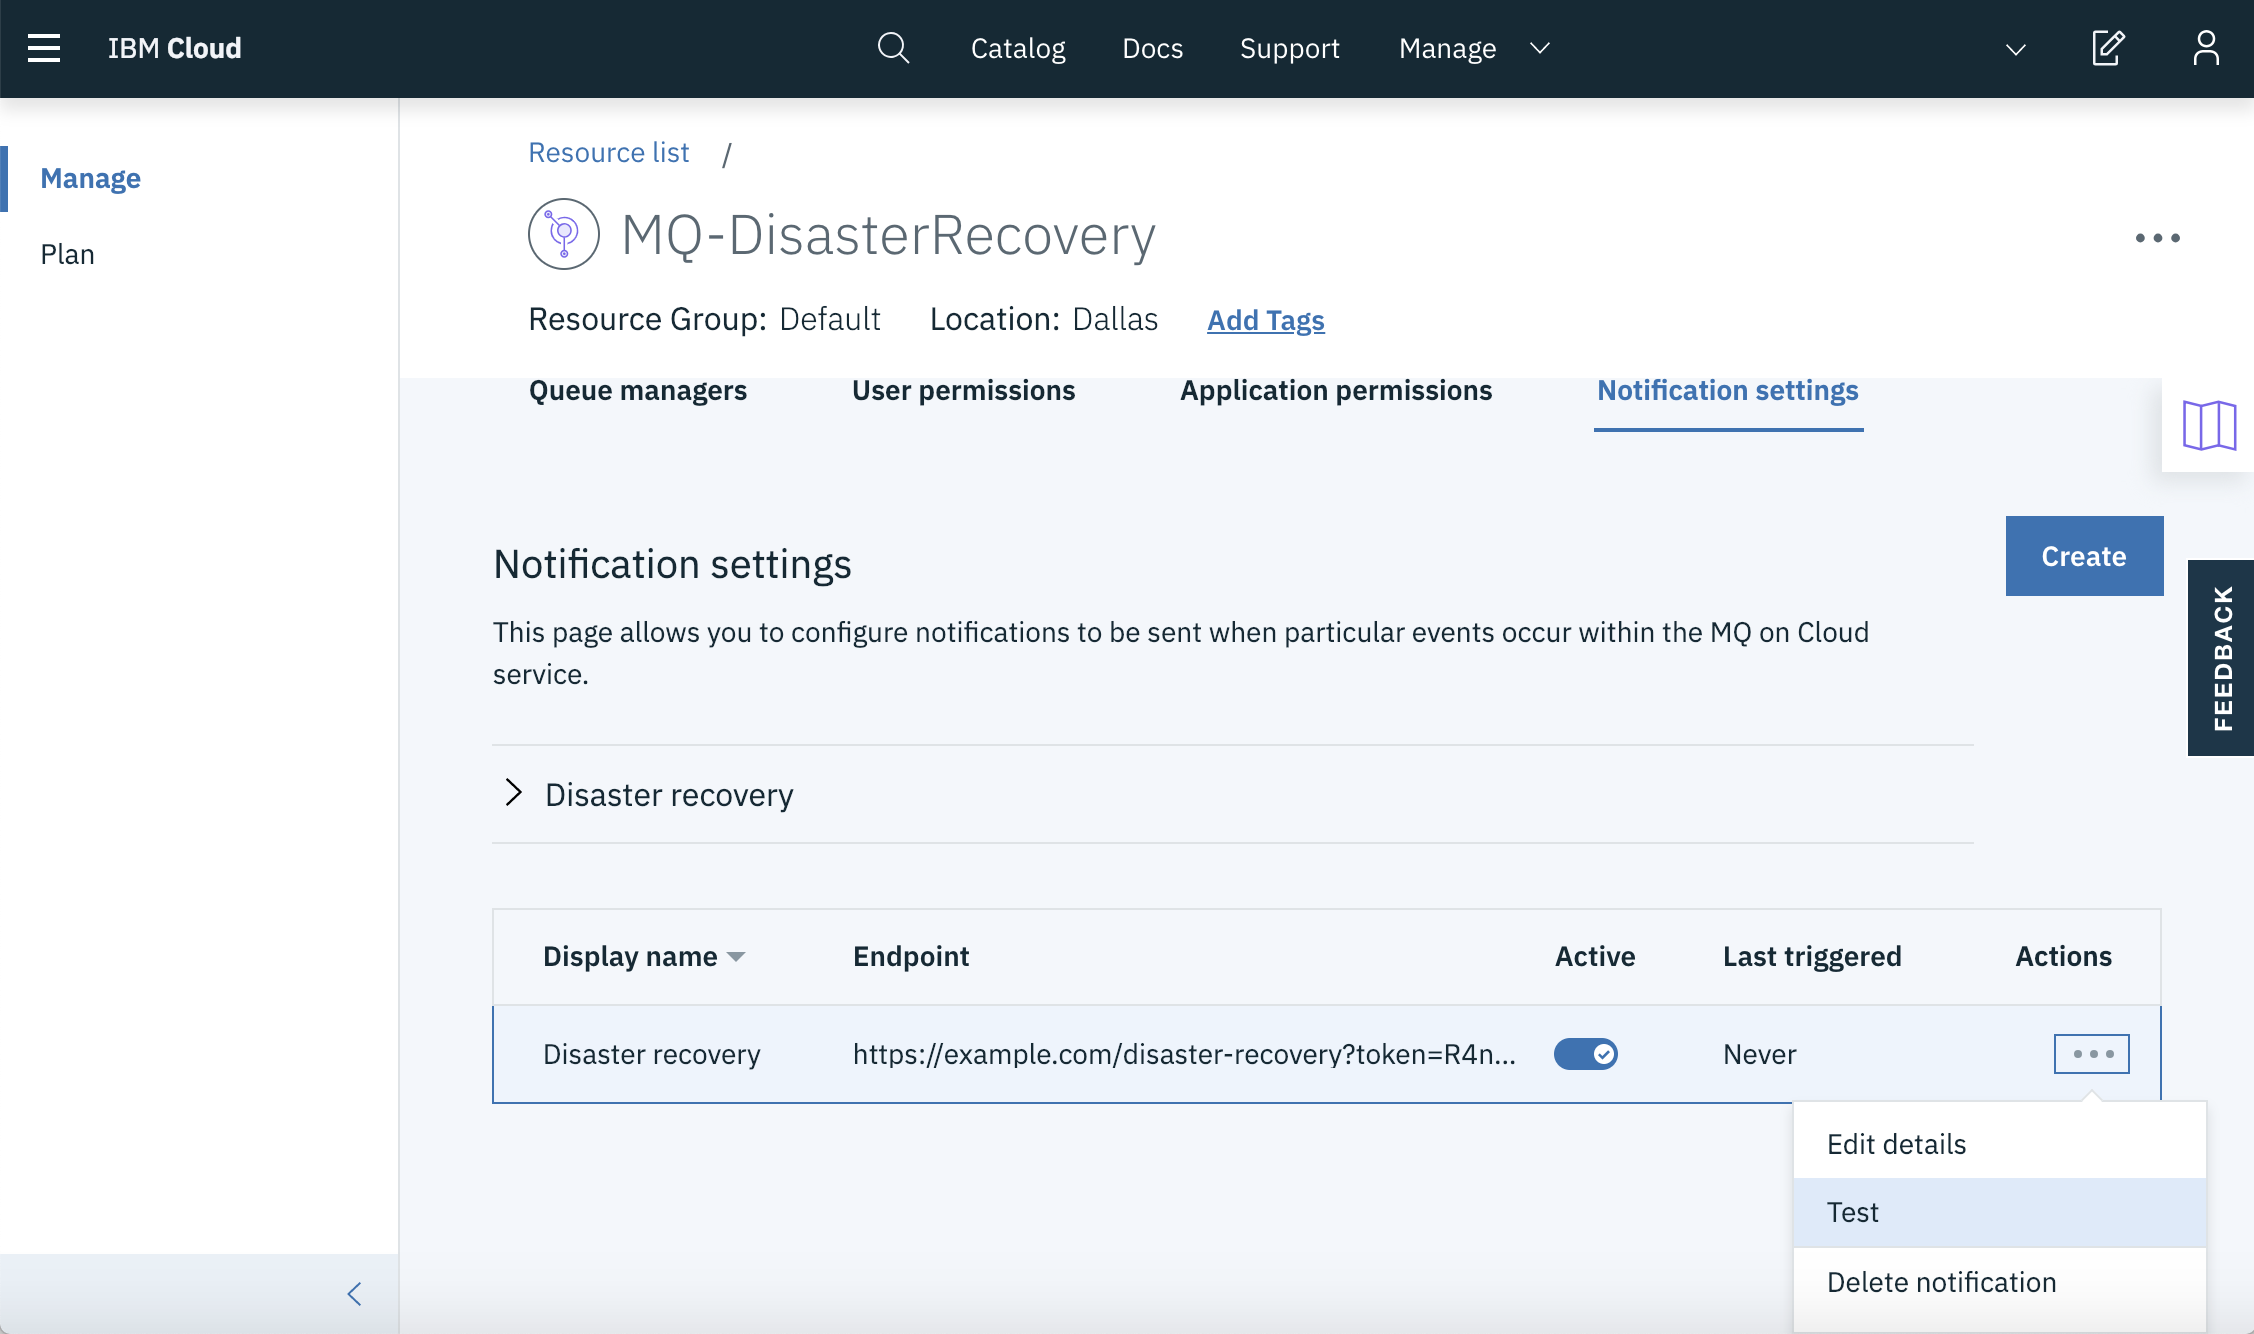 IBM Cloud
Catalog
Docs
Support
Manage
Manage
Plan
Resource list /
MQ-DisasterRecovery
Resource Group: Default Location: Dallas Add Tags
Queue managers User permissions Application permissions Notification settings
Notification settings
Create
FEEDBACK
This page allows you to configure notifications to be sent when particular events occur within the MQ on Cloud
service.
Disaster recovery
Display name Endpoint Active Last triggered Actions
Disaster recovery https://example.com/disaster-recovery?token=R4n... Never
Edit details
Test
Delete notification